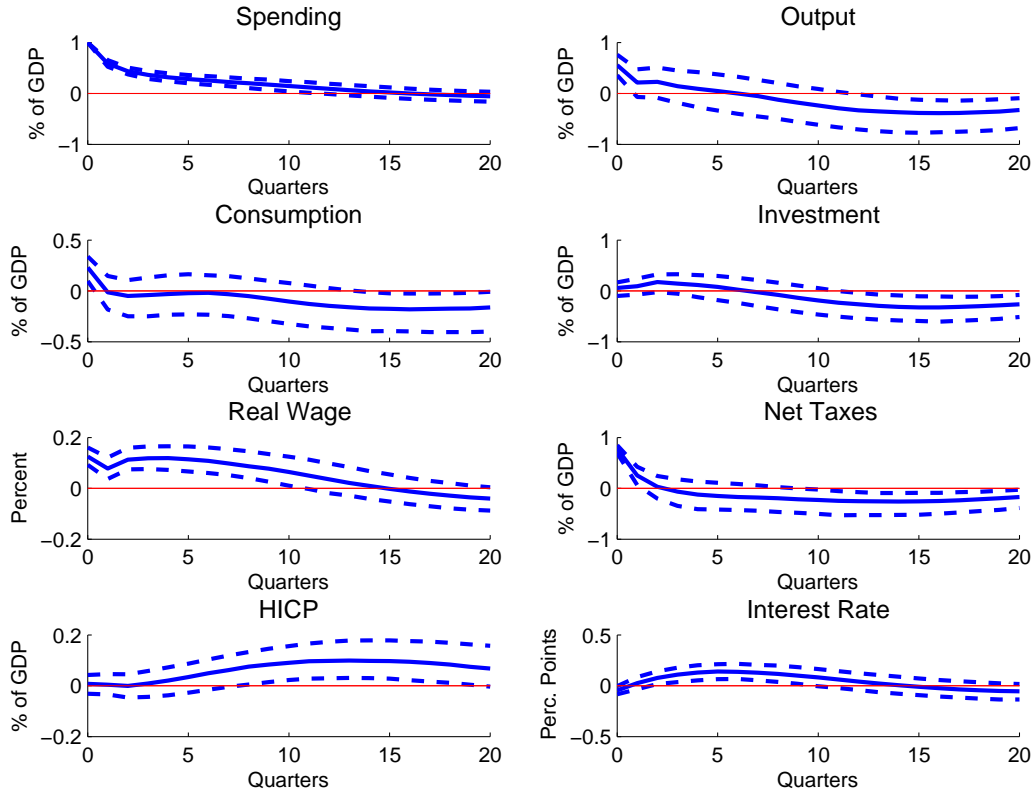 Spending
1
0
−1
% of GDP
0 5 10 15 20
Quarters
Output
1
0
−1
% of GDP
0 5 10 15 20
Quarters
Consumption
0.5
0
−0.5
% of GDP
0 5 10 15 20
Quarters
Investment
1
0
−1
% of GDP
0 5 10 15 20
Quarters
Real Wage
0.2
0
−0.2
Percent
0 5 10 15 20
Quarters
Net Taxes
1
0
−1
% of GDP
0 5 10 15 20
Quarters
HICP
0.2
0
−0.2
% of GDP
0 5 10 15 20
Quarters
Interest Rate
0.5
0
−0.5
Perc. Points
0 5 10 15 20
Quarters